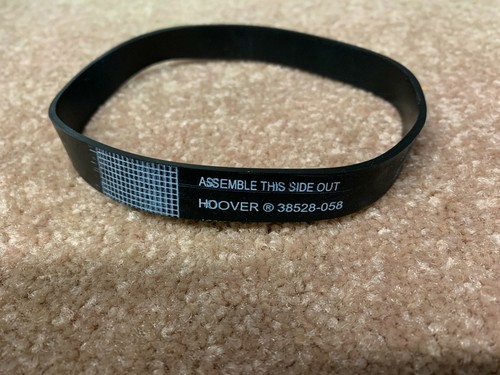 ASSEMBLE THIS SIDE OUT
HOOVER ® 38528-058